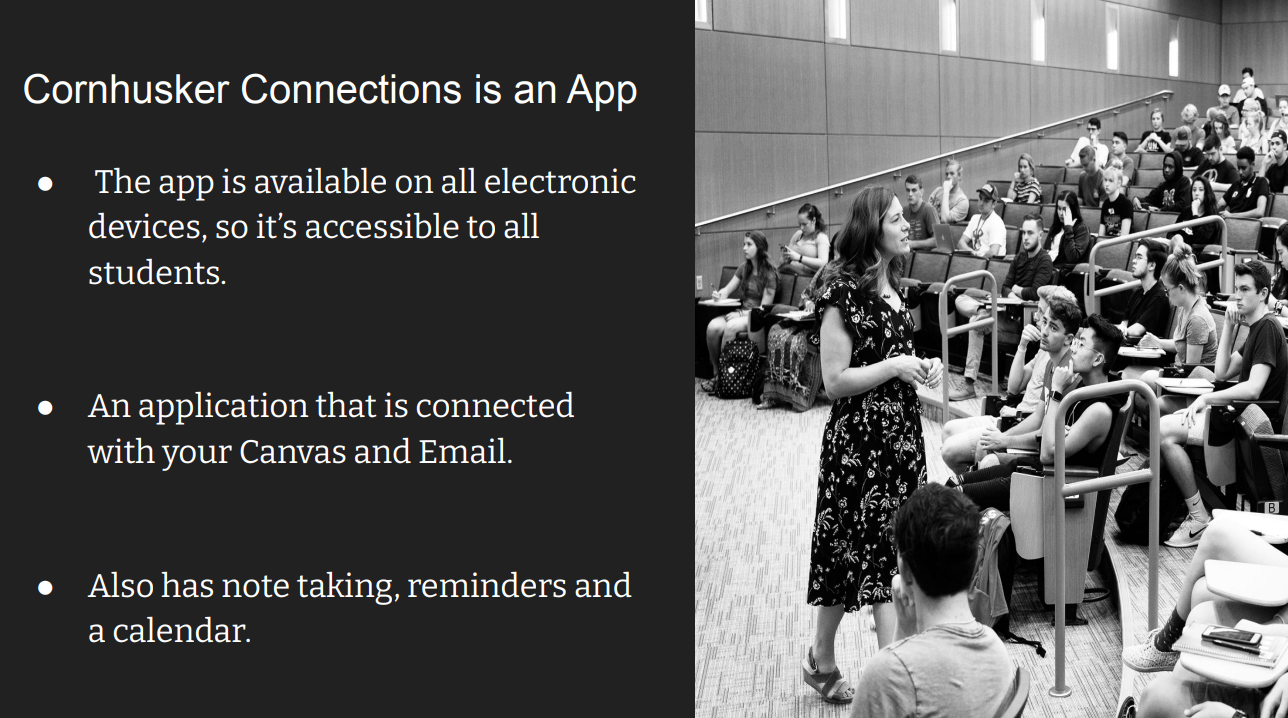 Cornhusker Connections is an App
● The app is available on all electronic
devices, so it’s accessible to all
students.
● An application that is connected
with your Canvas and Email.
● Also has note taking, reminders and
a calendar.
B